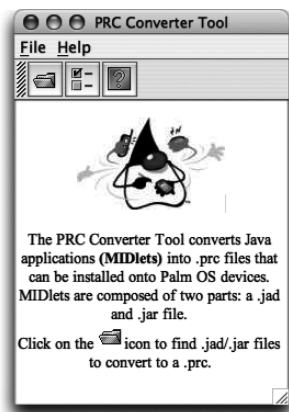 PRC Converter Tool
File Help
The PRC Converter Tool converts Java
applications (MIDlets) into .prc files that
can be installed onto Palm OS devices.
MIDlets are composed of two parts: a .jad
and .jar file.
Click on the icon to find .jad/.jar files
to convert to a .prc.